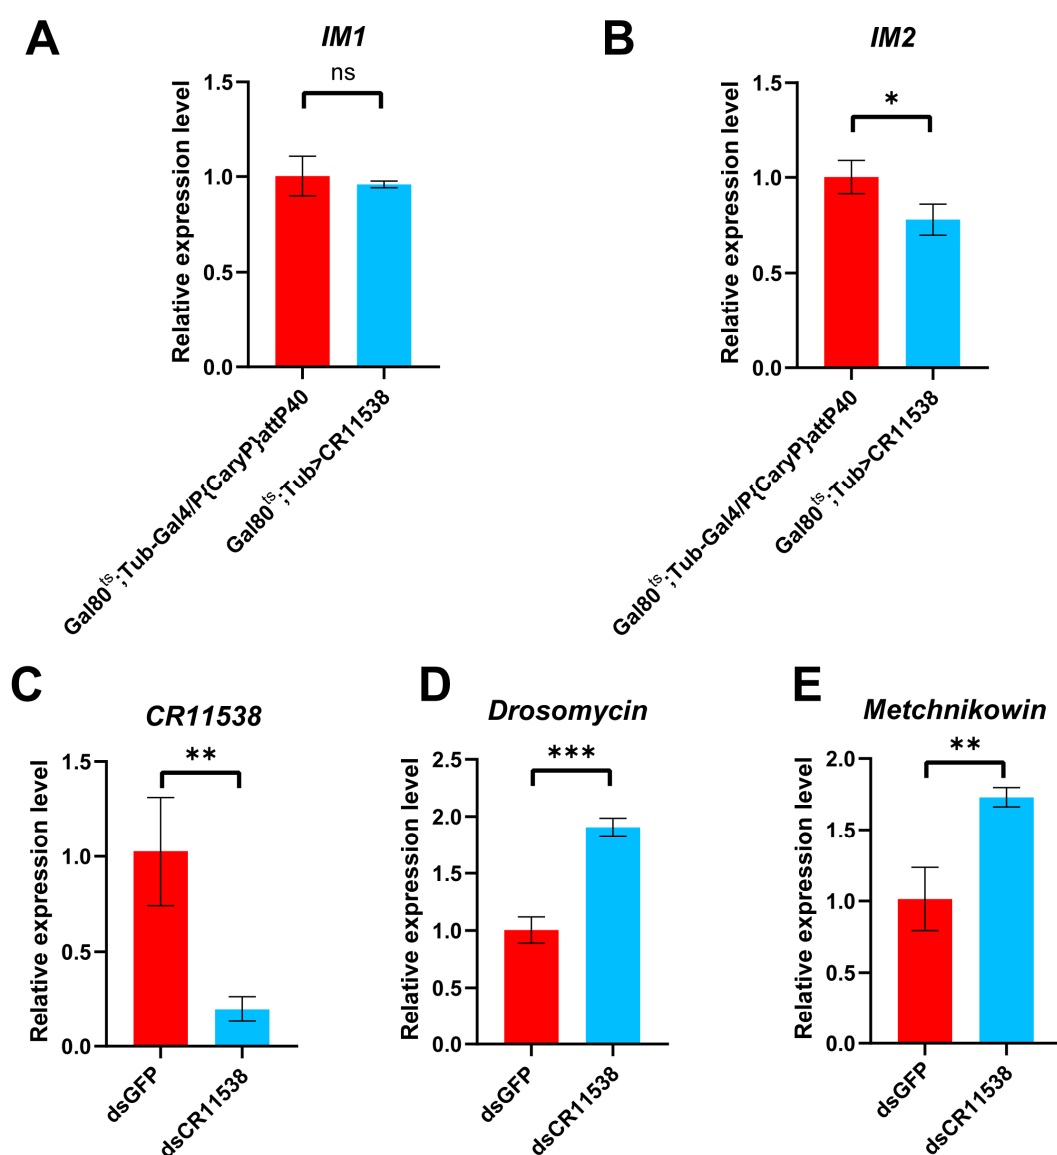 A
IM1
ns
Relative expression level
1.5
1.0
0.5
0.0
Gal80ts;Tub-Gal4/P{CaryP}attP40
Gal80ts;Tub>CR11538
B
IM2
*
Relative expression level
1.5
1.0
0.5
0.0
Gal80ts;Tub-Gal4/P{CaryP}attP40
Gal80ts;Tub>CR11538
C
CR11538
**
Relative expression level
1.5
1.0
0.5
0.0
dsGFP
dsCR11538
D
Drosomycin
***
Relative expression level
2.5
2.0
1.5
1.0
0.5
0.0
dsGFP
dsCR11538
E
Metchnikowin
**
Relative expression level
2.0
1.5
1.0
0.5
0.0
dsGFP
dsCR11538